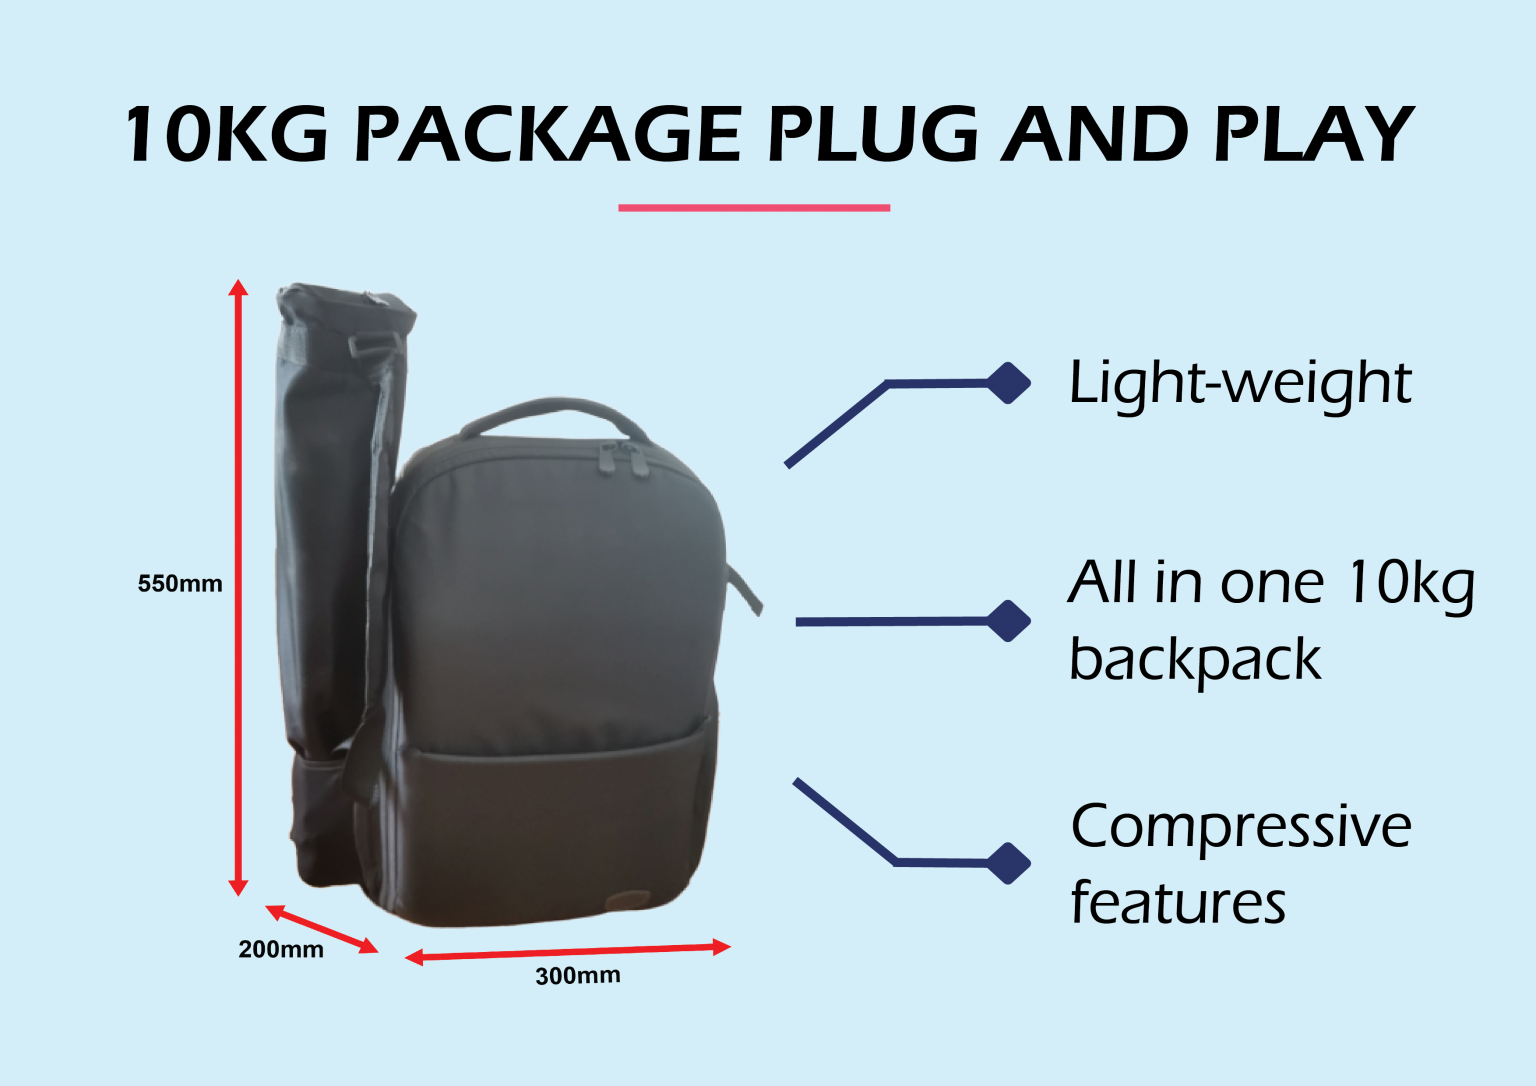 10KG PACKAGE PLUG AND PLAY
550mm
200mm
300mm
Light-weight
All in one 10kg
backpack
Compressive
features